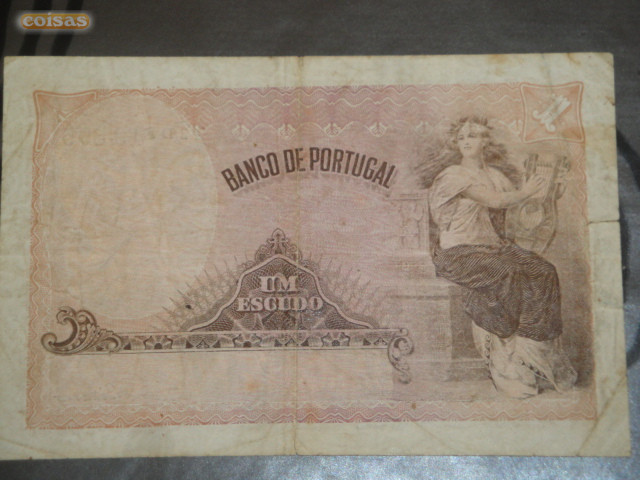 coisas
BANCO DE PORTUGAL
UM
ESCUDO